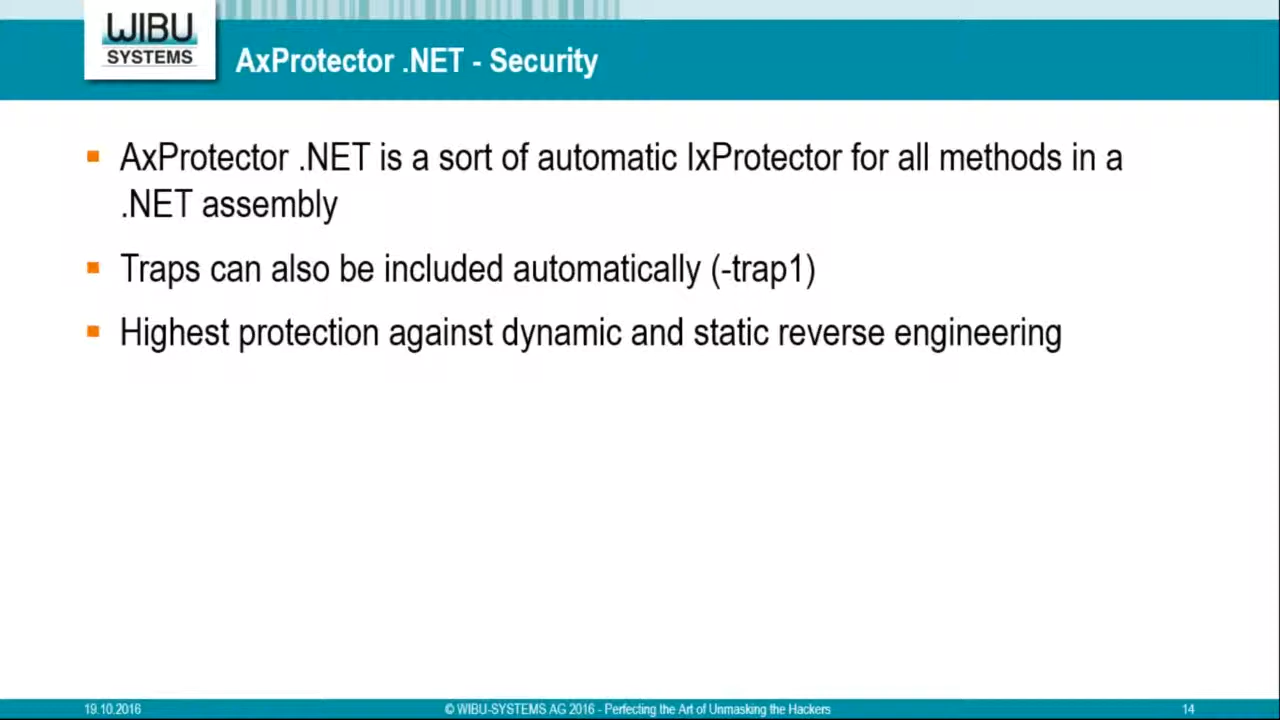 WIBU
SYSTEMS
AxProtector .NET - Security
AxProtector .NET is a sort of automatic IxProtector for all methods in a
.NET assembly
Traps can also be included automatically (-trap1)
Highest protection against dynamic and static reverse engineering
19.10.2016
© WIBU-SYSTEMS AG 2016 - Perfecting the Art of Unmasking the Hackers
14